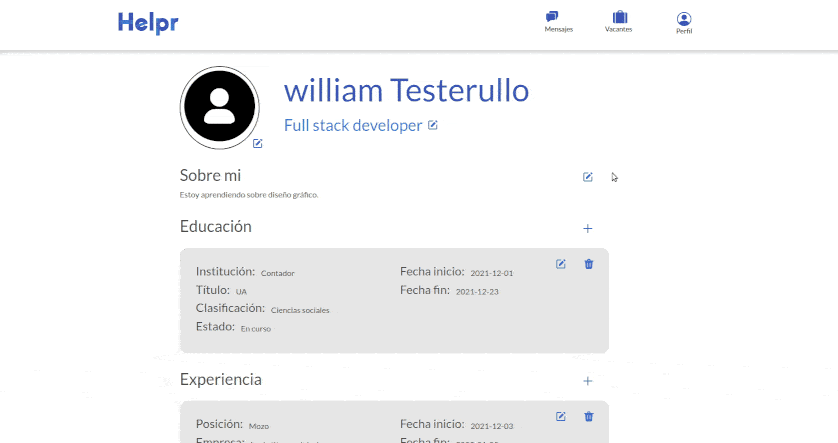 Helpr
Mensajes
Vacantes
Perfil
william Testerullo
Full stack developer
Sobre mi
Estoy aprendiendo sobre diseño gráfico.
Educación
Institución: Contador
Fecha inicio: 2021-12-01
Título: UA
Fecha fin: 2021-12-23
Clasificación: Ciencias sociales
Estado: En curso
Experiencia
Posición: Mozo
Fecha inicio: 2021-12-03
Empresa:
Fecha fin: